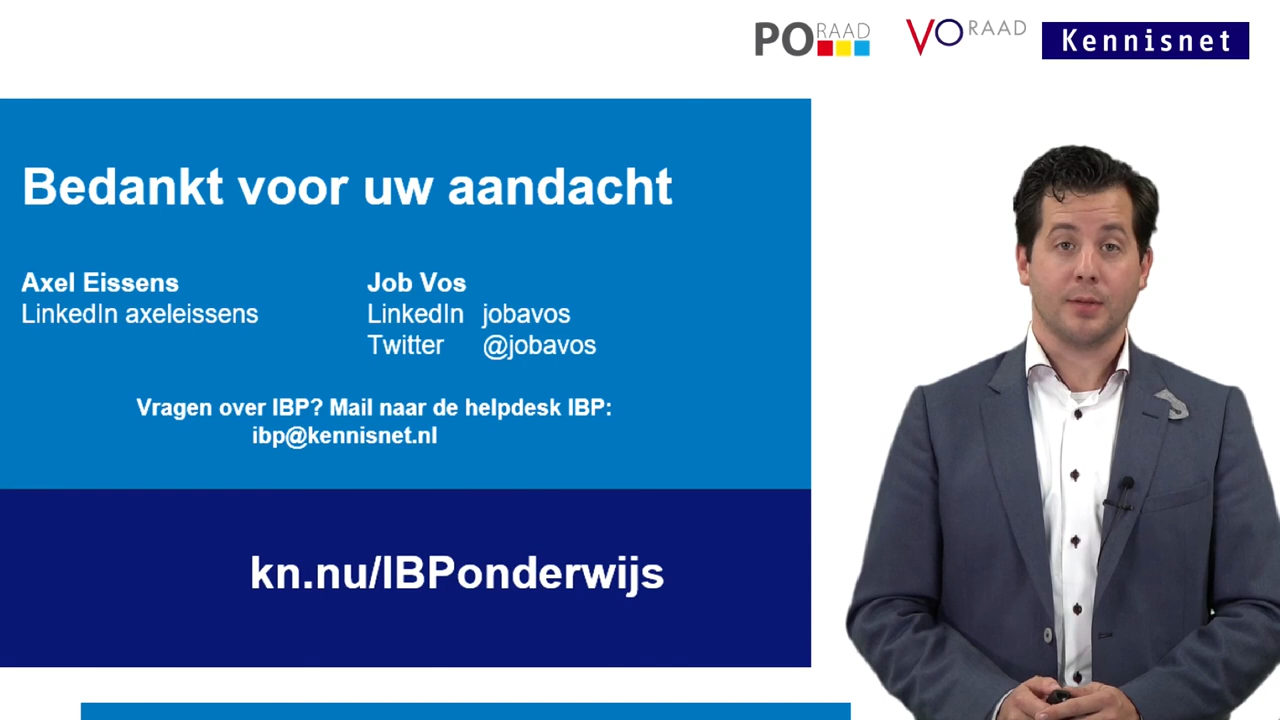 PO RAAD
VO RAAD
Kennisnet
Bedankt voor uw aandacht
Axel Eissens
LinkedIn axeleissens
Job Vos
LinkedIn jobavos
Twitter @jobavos
Vragen over IBP? Mail naar de helpdesk IBP:
ibp@kennisnet.nl
kn.nu/IBPonderwijs